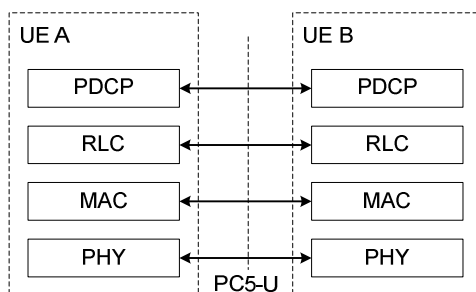 UE A UE B
PDCP PDCP
RLC RLC
MAC MAC
PHY PHY
PC5-U